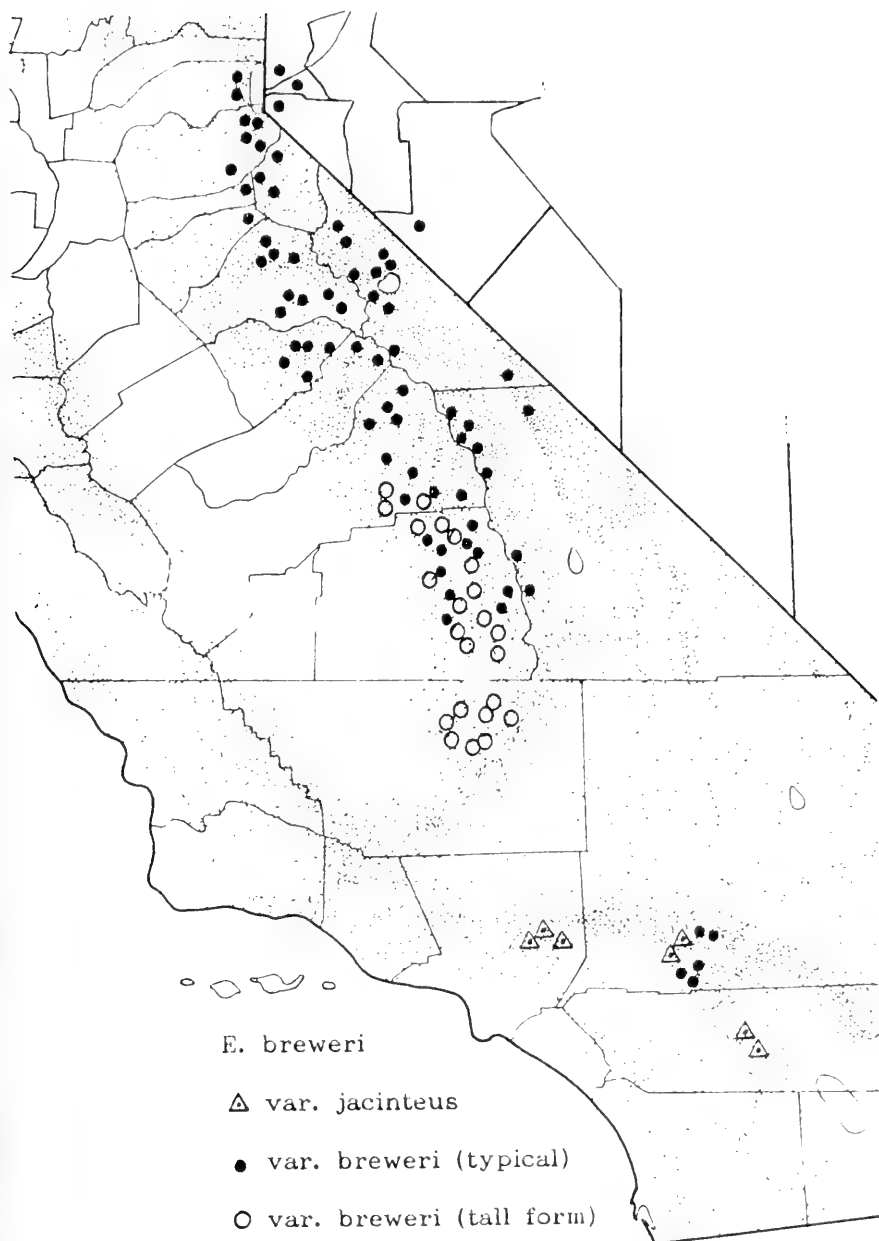 E. breweri
var. jacinteus
var. breweri (typical)
var. breweri (tall form)